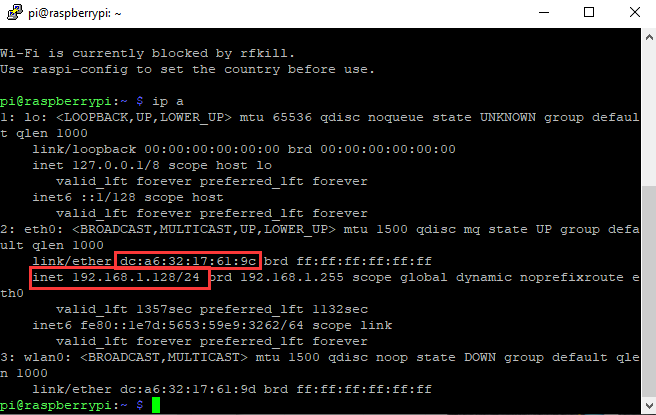 pi@raspberrypi: ~
Wi-Fi is currently blocked by rfkill.
Use raspi-config to set the country before use.
pi@raspberrypi:~ $ ip a
1: lo: <LOOPBACK,UP,LOWER_UP> mtu 65536 qdisc noqueue state UNKNOWN group defaul
t qlen 1000
link/loopback 00:00:00:00:00:00 brd 00:00:00:00:00:00
inet 127.0.0.1/8 scope host lo
valid_lft forever preferred_lft forever
inet6 ::1/128 scope host
valid_lft forever preferred_lft forever
2: eth0: <BROADCAST,MULTICAST,UP,LOWER_UP> mtu 1500 qdisc mq state UP group defa
ult qlen 1000
link/ether dc:a6:32:17:61:9c brd ff:ff:ff:ff:ff:ff
inet 192.168.1.128/24 brd 192.168.1.255 scope global dynamic noprefixroute e
th0
valid_lft 1357sec preferred_lft 1132sec
inet6 fe80::1e7d:5653:59e9:3262/64 scope link
valid_lft forever preferred_lft forever
3: wlan0: <BROADCAST,MULTICAST> mtu 1500 qdisc noop state DOWN group default qle
n 1000
link/ether dc:a6:32:17:61:9d brd ff:ff:ff:ff:ff:ff
pi@raspberrypi:~ $